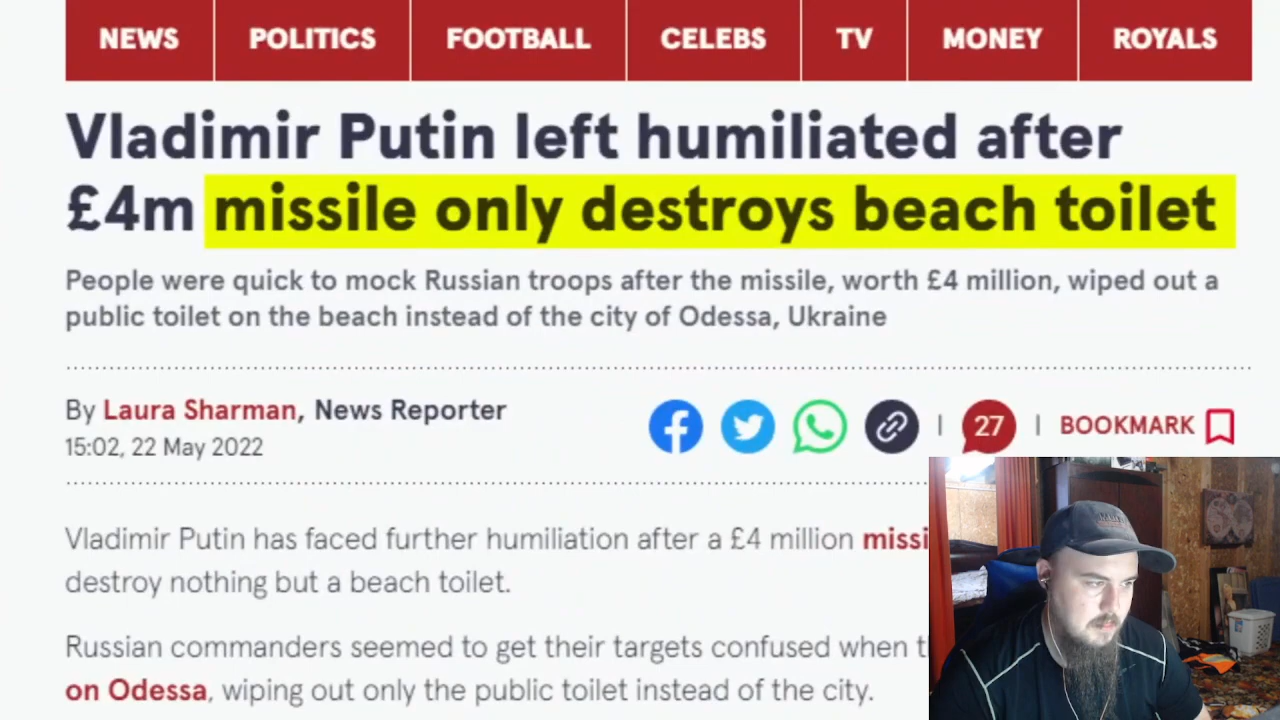 NEWS POLITICS FOOTBALL CELEBS TV MONEY ROYALS
Vladimir Putin left humiliated after
£4m missile only destroys beach toilet
People were quick to mock Russian troops after the missile, worth £4 million, wiped out a
public toilet on the beach instead of the city of Odessa, Ukraine
By Laura Sharman, News Reporter
15:02, 22 May 2022
27 BOOKMARK
Vladimir Putin has faced further humiliation after a £4 million
destroy nothing but a beach toilet.
Russian commanders seemed to get their targets confused when
on Odessa, wiping out only the public toilet instead of the city.